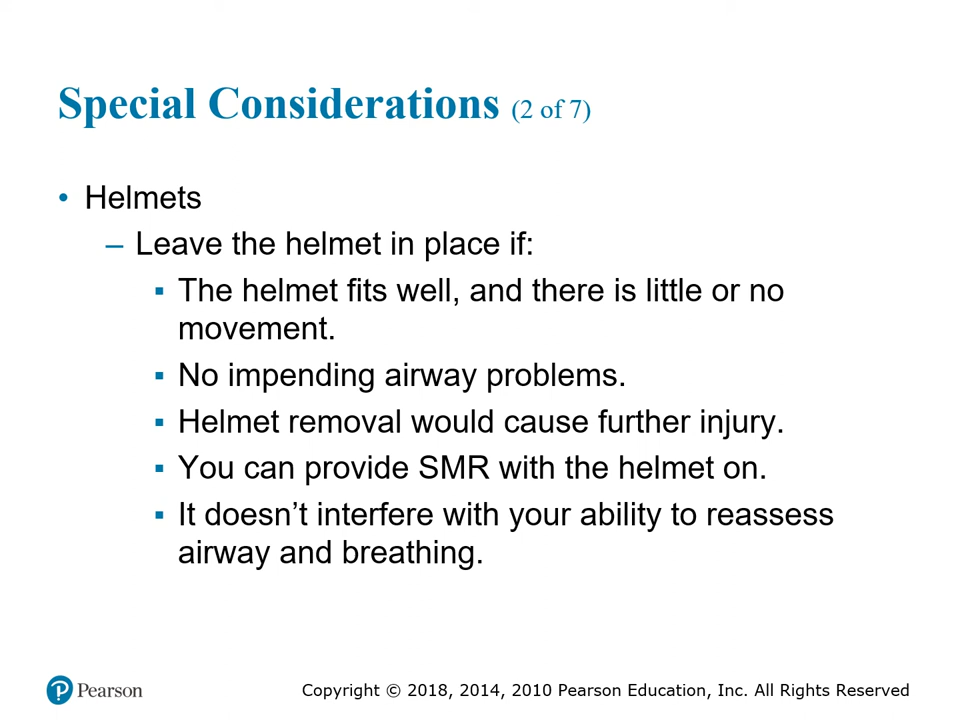 Special Considerations (2 of 7)
• Helmets
– Leave the helmet in place if:
▪ The helmet fits well, and there is little or no
movement.
▪ No impending airway problems.
▪ Helmet removal would cause further injury.
▪ You can provide SMR with the helmet on.
▪ It doesn’t interfere with your ability to reassess
airway and breathing.
Pearson
Copyright © 2018, 2014, 2010 Pearson Education, Inc. All Rights Reserved